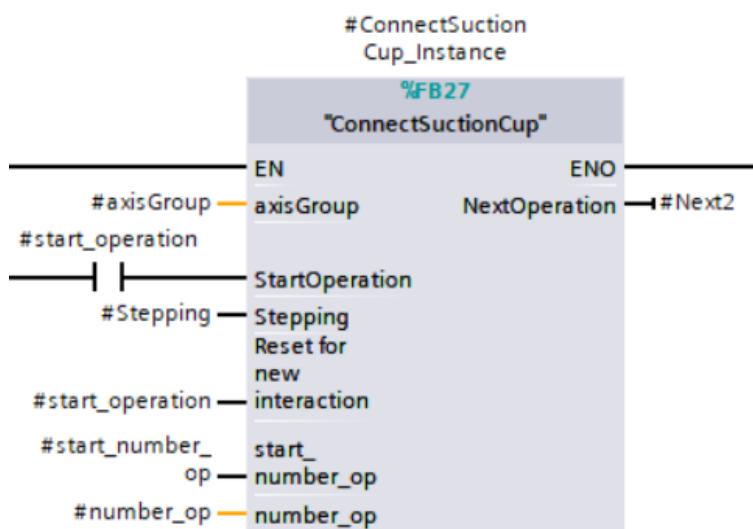 #ConnectSuction
Cup_Instance
%FB27
"ConnectSuctionCup"
EN ENO
#axisGroup axisGroup NextOperation #Next2
#start_operation
StartOperation
#Stepping Stepping
Reset for
new
#start_operation interaction
#start_number_ start_
op number_op
#number_op number_op